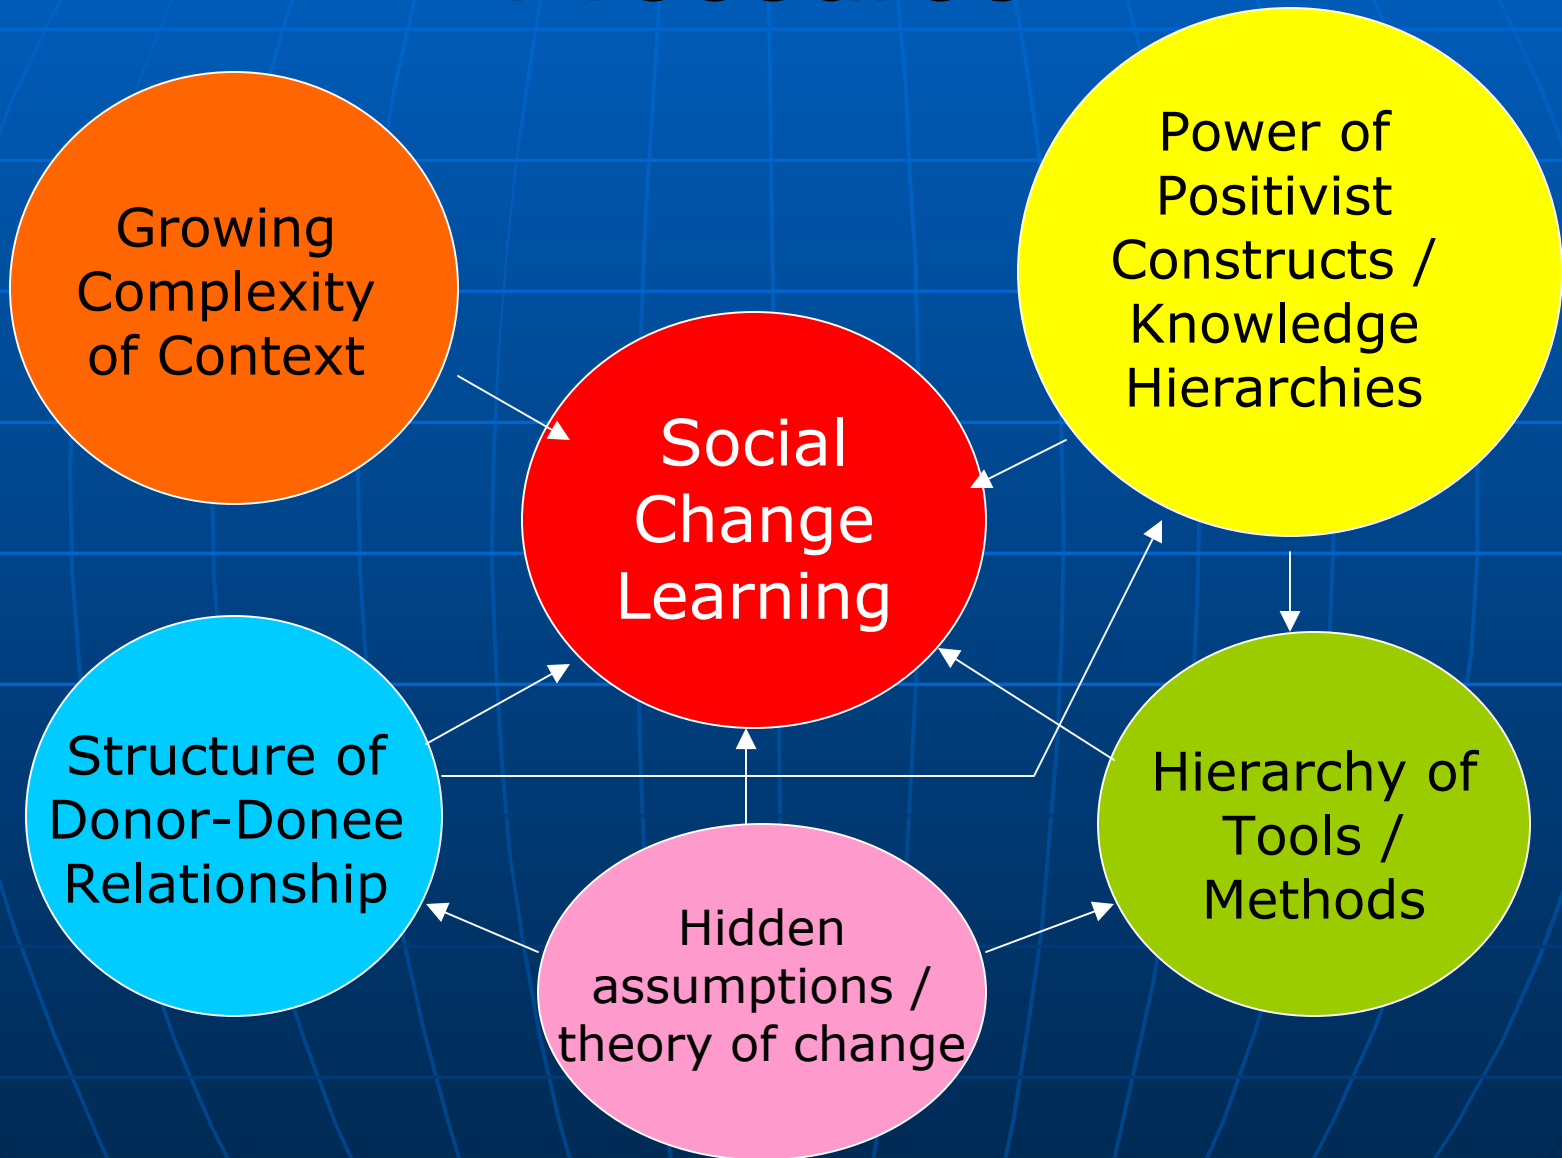 Growing
Complexity
of Context
Power of
Positivist
Constructs /
Knowledge
Hierarchies
Social
Change
Learning
Structure of
Donor-Donee
Relationship
Hidden
assumptions /
theory of change
Hierarchy of
Tools /
Methods